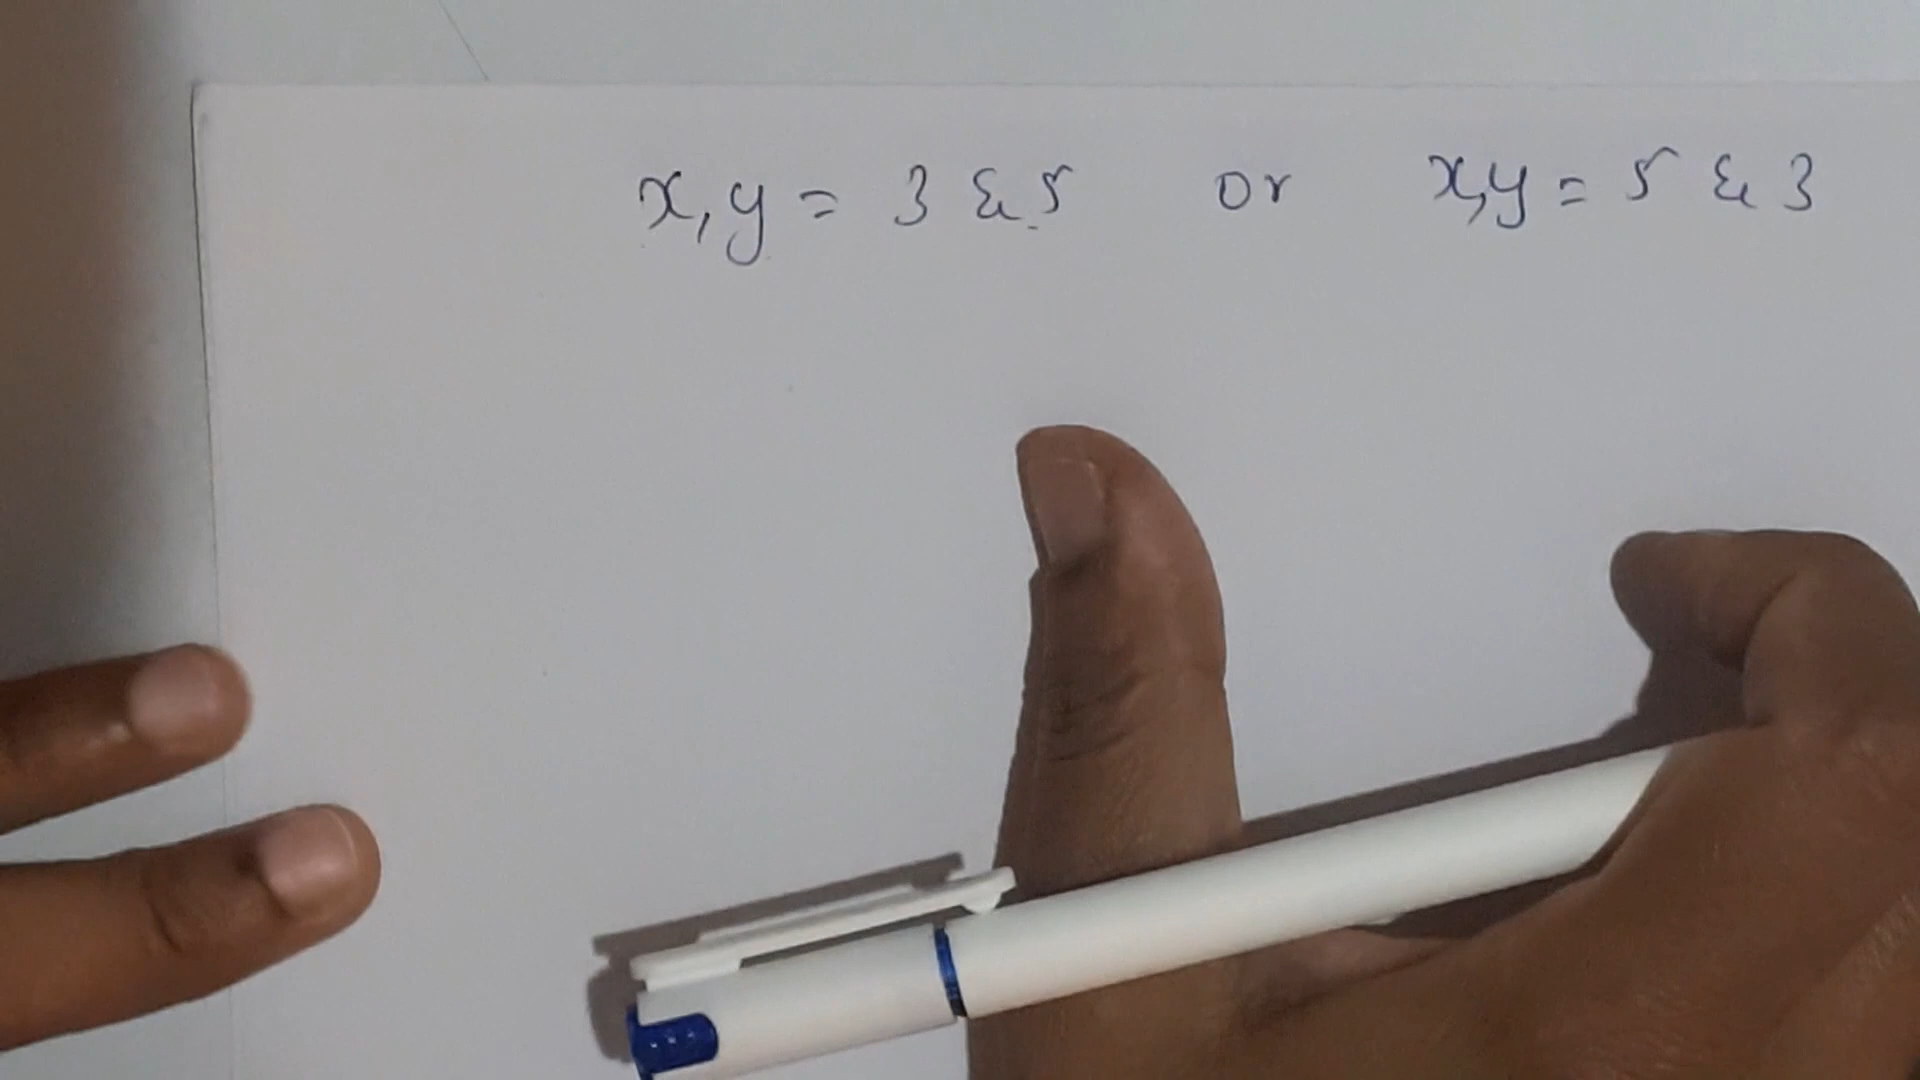 x, y = 3 & 5 or x, y = 5 & 3